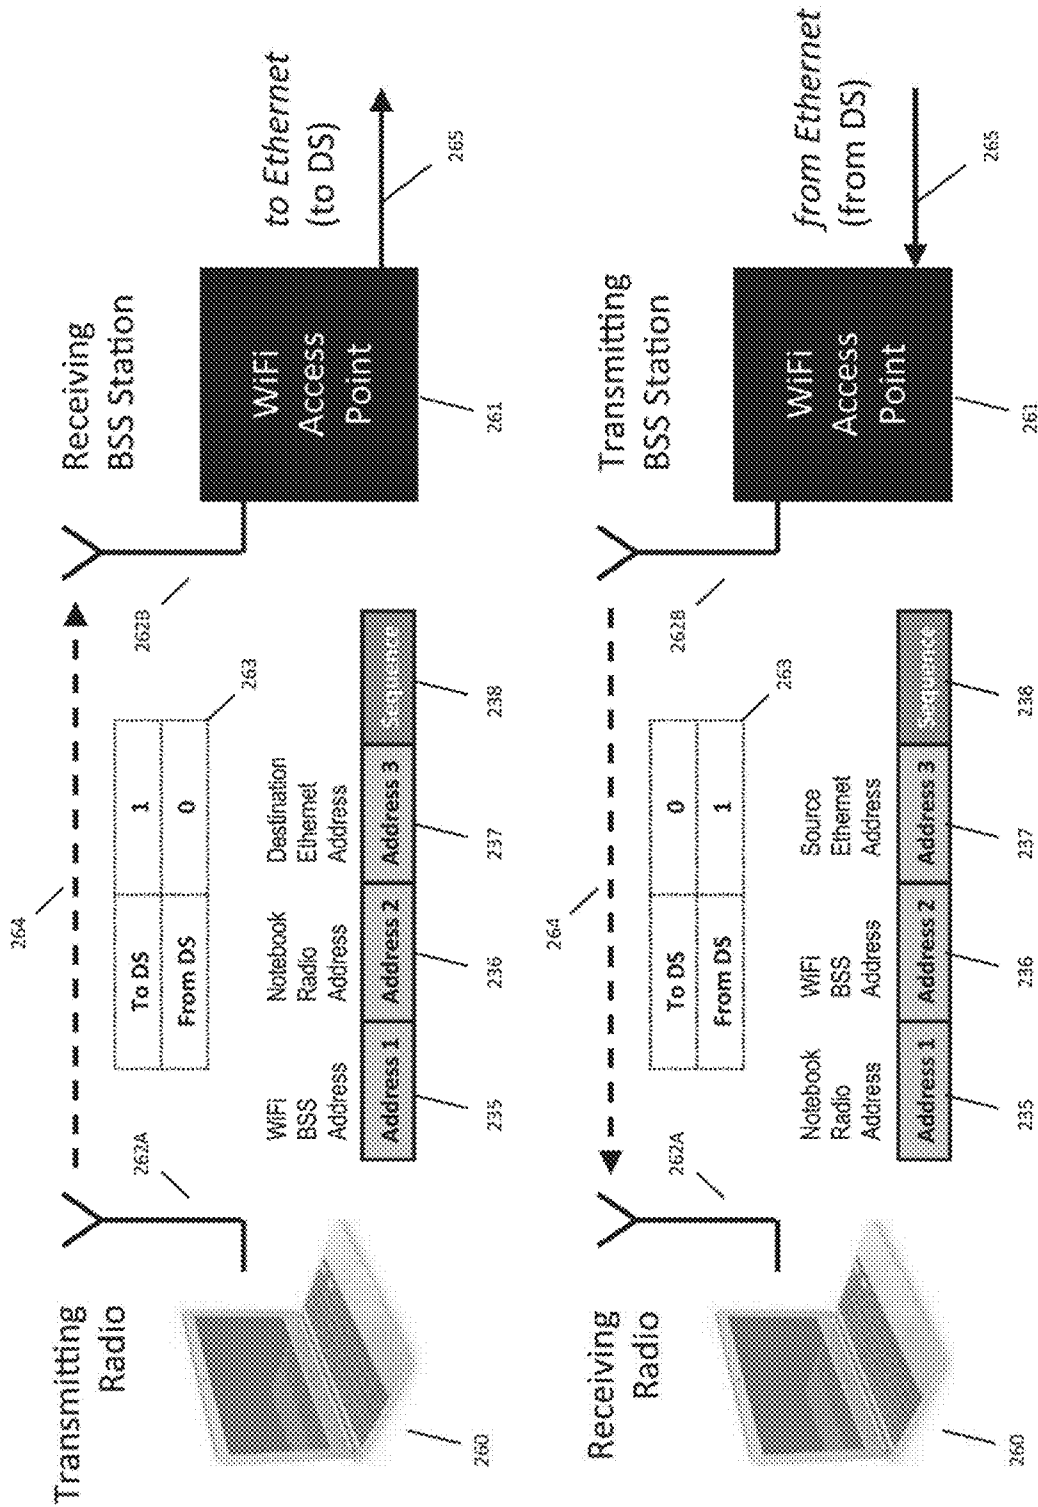 Transmitting
Radio
260
262A
264
To DS 1
From DS 0
263
WiFi
BSS
Address
Notebook
Radio
Address
Destination
Ethernet
Address
Address 1 Address 2 Address 3 Sequence
235 236 237 238
262B
Receiving
BSS Station
WiFi
Access
Point
261
to Ethernet
(to DS)
265
Receiving
Radio
260
262A
264
To DS 0
From DS 1
263
Notebook
Radio
Address
WiFi
BSS
Address
Source
Ethernet
Address
Address 1 Address 2 Address 3 Sequence
235 236 237 238
262B
Transmitting
BSS Station
WiFi
Access
Point
261
from Ethernet
(from DS)
265